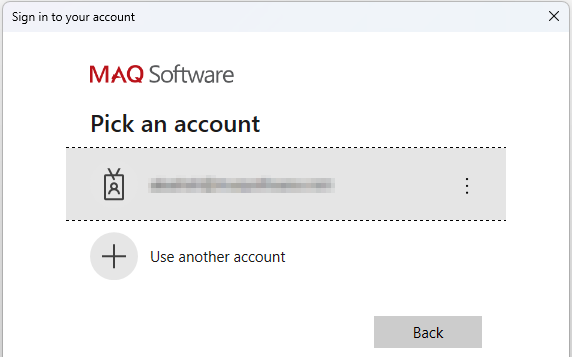 Sign in to your account
MAQ Software
Pick an account
Use another account
Back